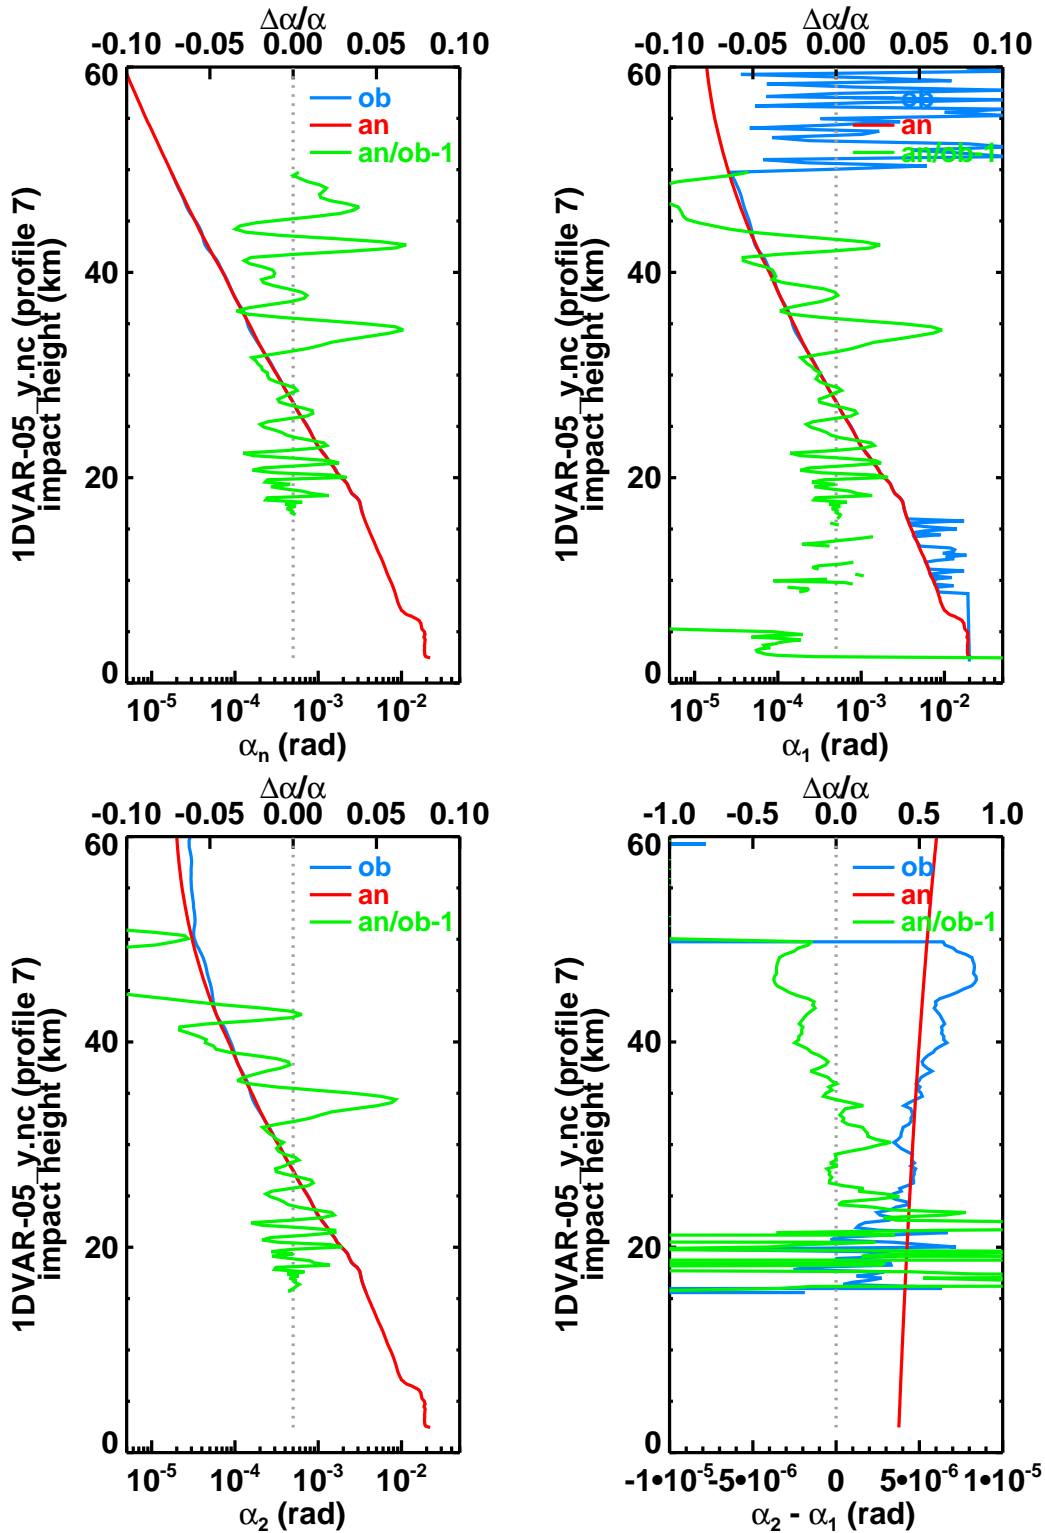 Δα/α
-0.10 -0.05 0.00 0.05 0.10
60
40
20
0
ob
an
an/ob-1
1DVAR-05_y.nc (profile 7)
impact height (km)
10-5 10-4 10-3 10-2
αn (rad)
Δα/α
-0.10 -0.05 0.00 0.05 0.10
60
40
20
0
ob
an
an/ob-1
1DVAR-05_y.nc (profile 7)
impact height (km)
10-5 10-4 10-3 10-2
α1 (rad)
Δα/α
-0.10 -0.05 0.00 0.05 0.10
60
40
20
0
ob
an
an/ob-1
1DVAR-05_y.nc (profile 7)
impact height (km)
10-5 10-4 10-3 10-2
α2 (rad)
Δα/α
-1.0 -0.5 0.0 0.5 1.0
60
40
20
0
ob
an
an/ob-1
1DVAR-05_y.nc (profile 7)
impact height (km)
-1•10-5 -5•10-6 0 5•10-6 1•10-5
α2 - α1 (rad)